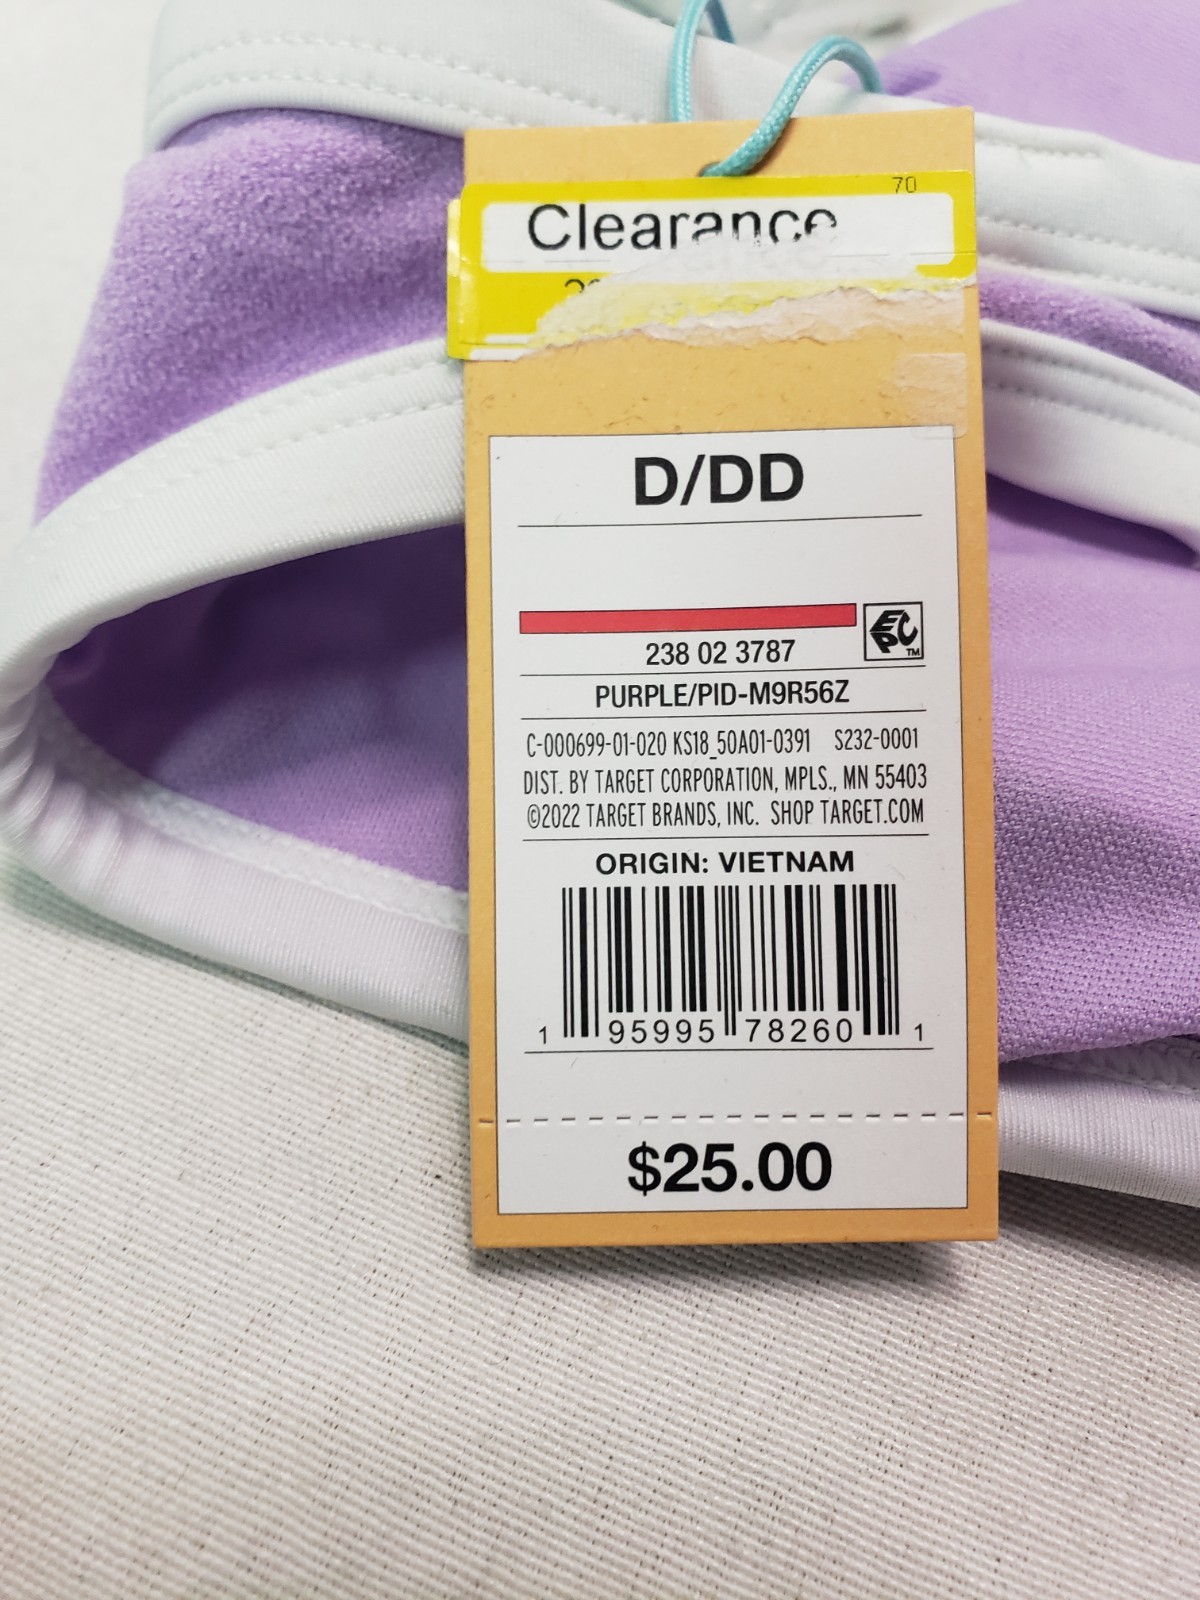 70
Clearance
D/DD
EPC
TM
238 02 3787
PURPLE/PID-M9R56Z
C-000699-01-020 KS18_50A01-0391 S232-0001
DIST. BY TARGET CORPORATION, MPLS., MN 55403
©2022 TARGET BRANDS, INC. SHOP TARGET.COM
ORIGIN: VIETNAM
1 95995 78260 1
$25.00